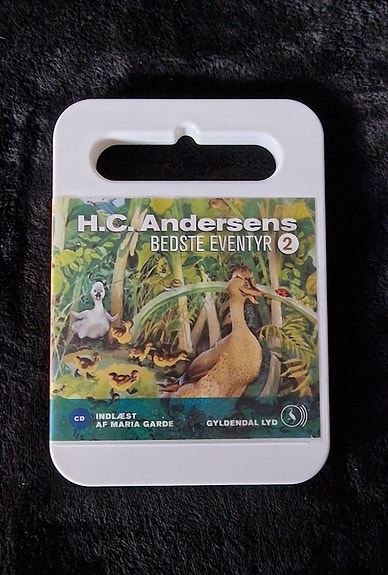 H.C. Andersens
BEDSTE EVENTYR 2
CD
INDLÆST
AF MARIA GARDE
GYLDENDAL LYD